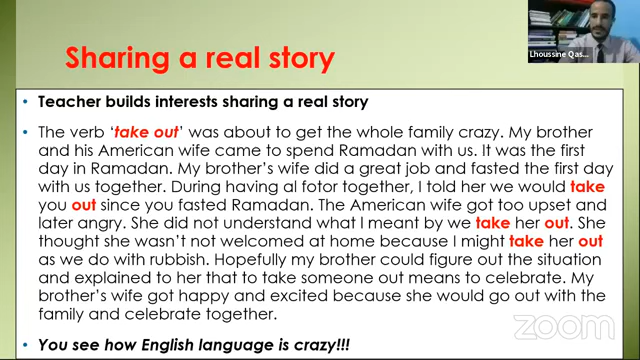 Lhoussine Qas...
Sharing a real story
• Teacher builds interests sharing a real story
• The verb ‘take out’ was about to get the whole family crazy. My brother
and his American wife came to spend Ramadan with us. It was the first
day in Ramadan. My brother’s wife did a great job and fasted the first day
with us together. During having al fotor together, I told her we would take
you out since you fasted Ramadan. The American wife got too upset and
later angry. She did not understand what I meant by we take her out. She
thought she wasn’t not welcomed at home because I might take her out
as we do with rubbish. Hopefully my brother could figure out the situation
and explained to her that to take someone out means to celebrate. My
brother’s wife got happy and excited because she would go out with the
family and celebrate together.
• You see how English language is crazy!!!
zoom